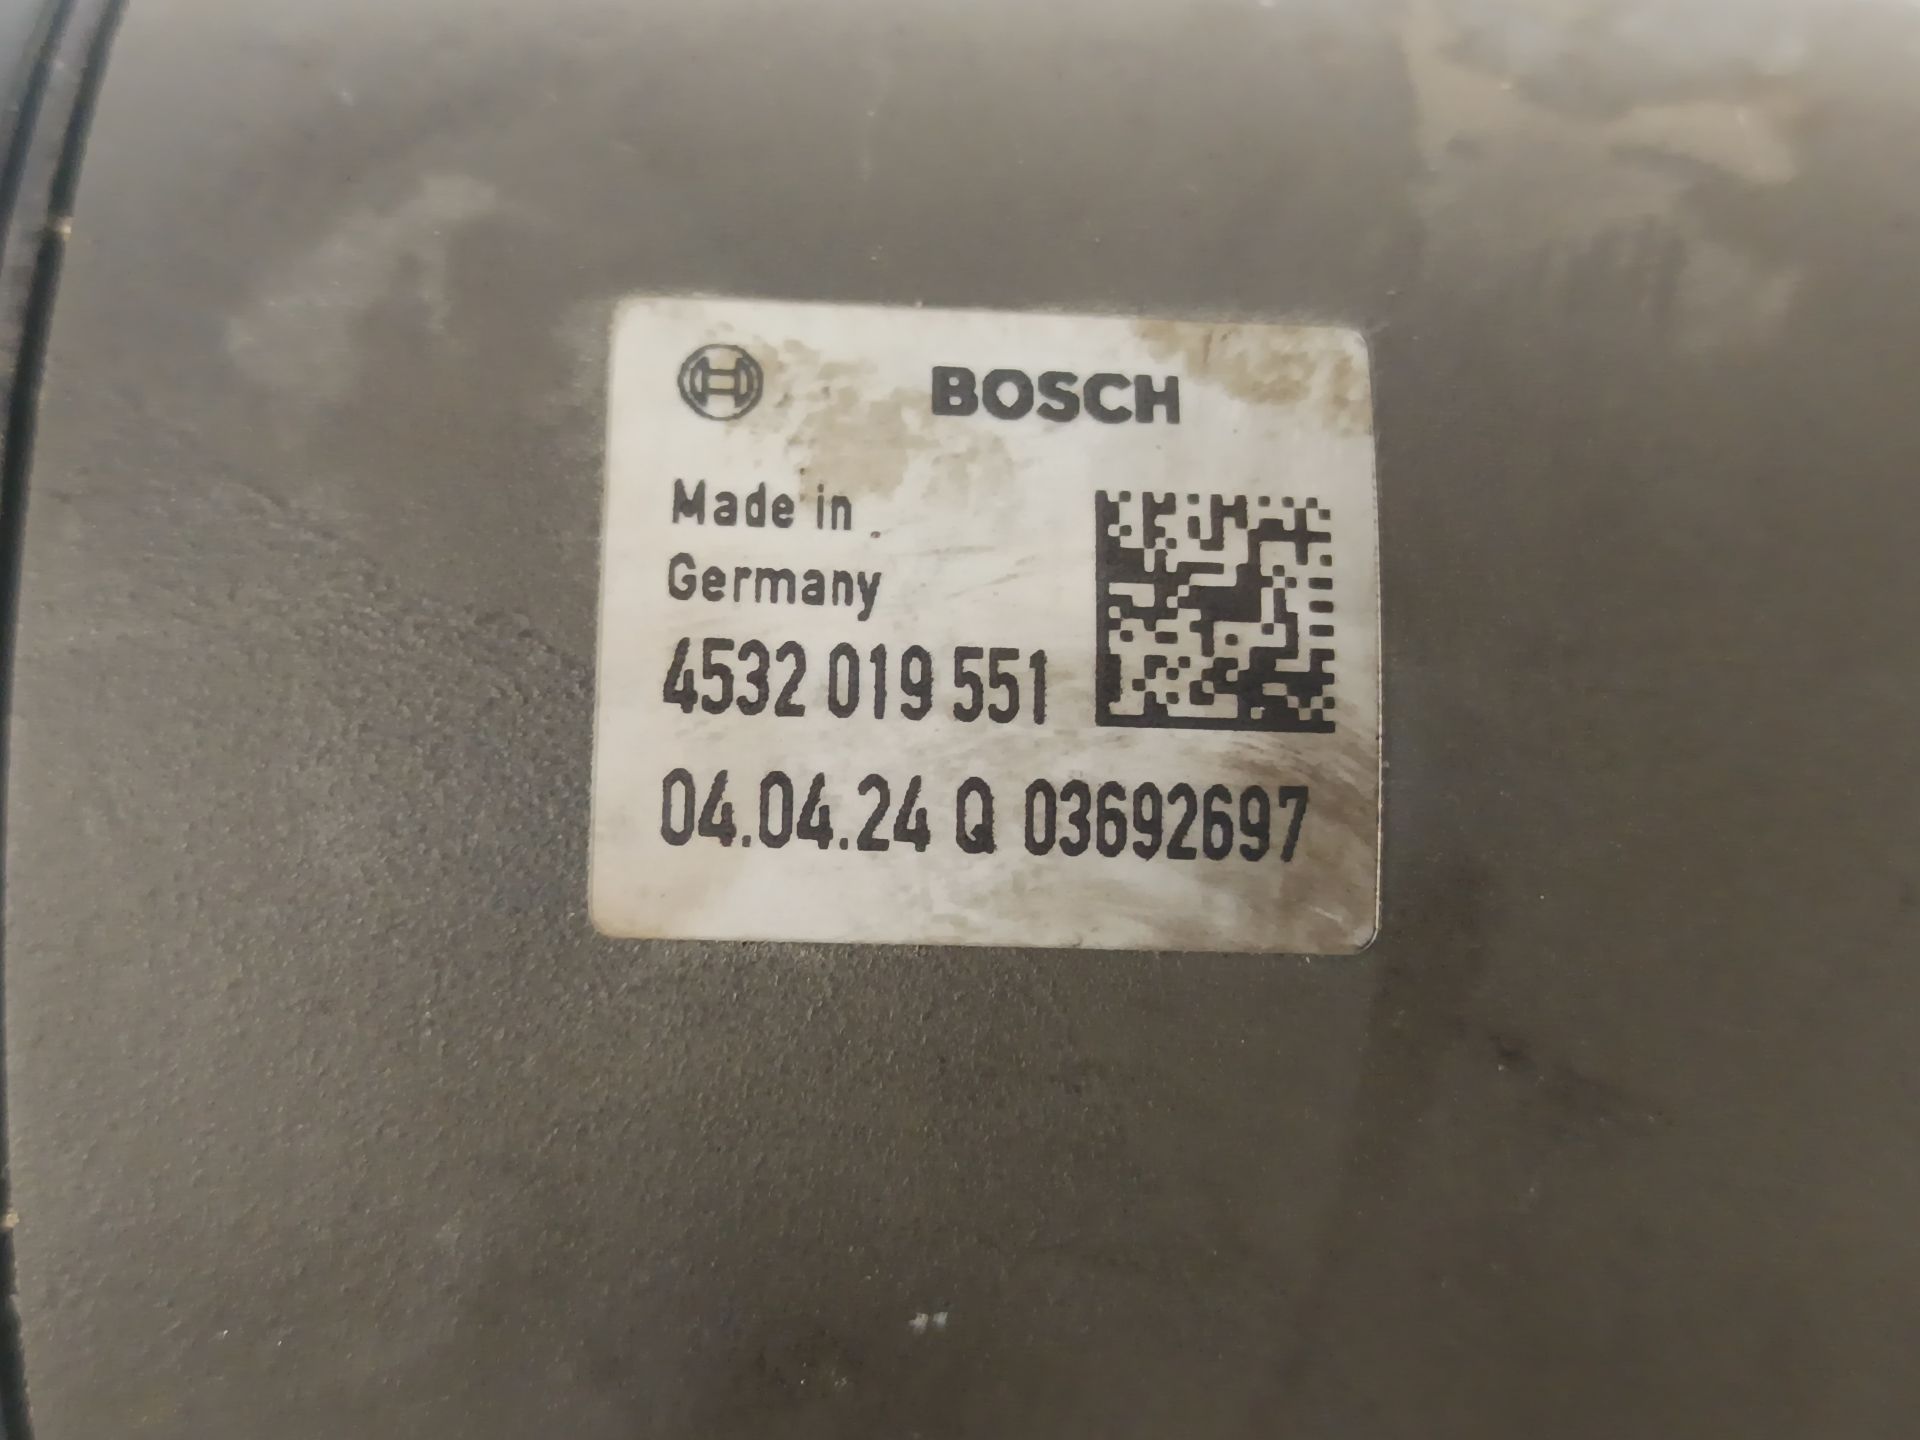 BOSCH
Made in
Germany
4532 019 551
04.04.24 Q 03692697